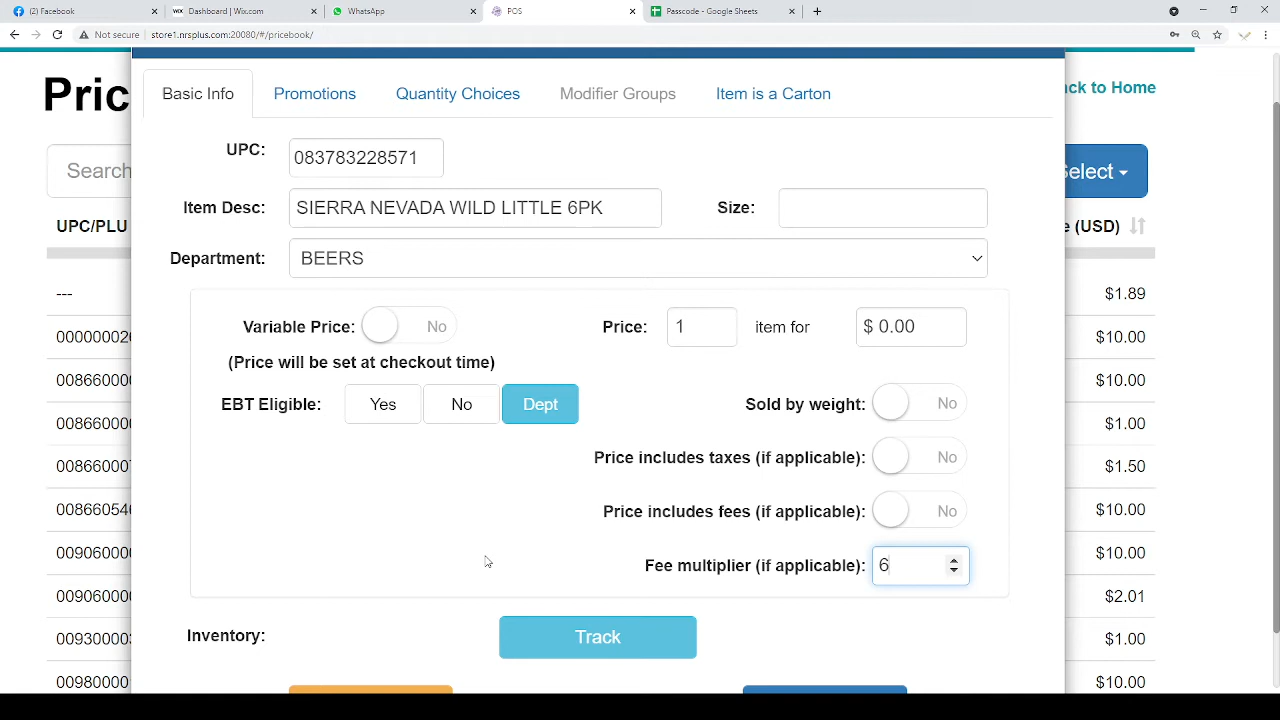 (2) Facebook
Dashboard | Wix.com
WhatsApp
POS
Passcode - Google Sheets
Not secure | store1.nrsplus.com:20080/#/pricebook/
Pric
ck to Home
Basic Info
Promotions
Quantity Choices
Modifier Groups
Item is a Carton
Search
Select
UPC: 083783228571
Item Desc: SIERRA NEVADA WILD LITTLE 6PK
Size:
UPC/PLU
e (USD)
Department: BEERS
---
$1.89
Variable Price: No
Price: 1 item for $ 0.00
000000020
$10.00
(Price will be set at checkout time)
0086600000
$10.00
EBT Eligible: Yes No Dept
Sold by weight: No
$1.00
Price includes taxes (if applicable): No
$1.50
Price includes fees (if applicable): No
$10.00
Fee multiplier (if applicable): 6
$10.00
$2.01
Inventory: Track
$1.00
$10.00